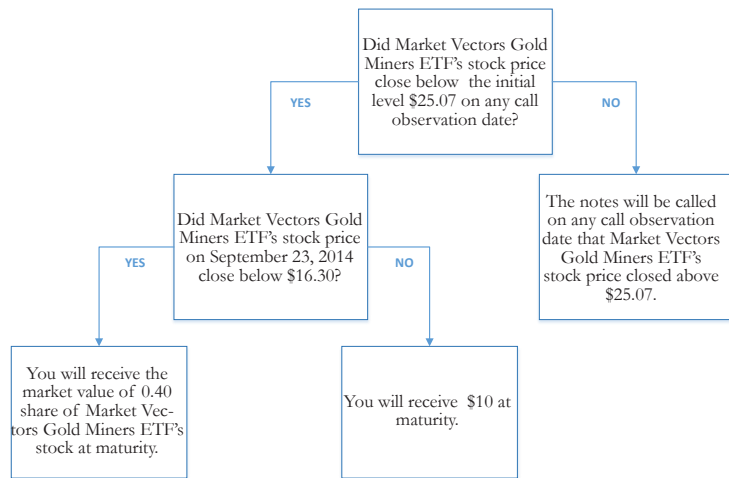 Did Market Vectors Gold
Miners ETF's stock price
close below the initial
level $25.07 on any call
observation date?
YES
NO
Did Market Vectors Gold
Miners ETF's stock price
on September 23, 2014
close below $16.30?
The notes will be called
on any call observation
date that Market Vectors
Gold Miners ETF's
stock price closed above
$25.07.
YES
NO
You will receive the
market value of 0.40
share of Market Vec-
tors Gold Miners ETF's
stock at maturity.
You will receive $10 at
maturity.